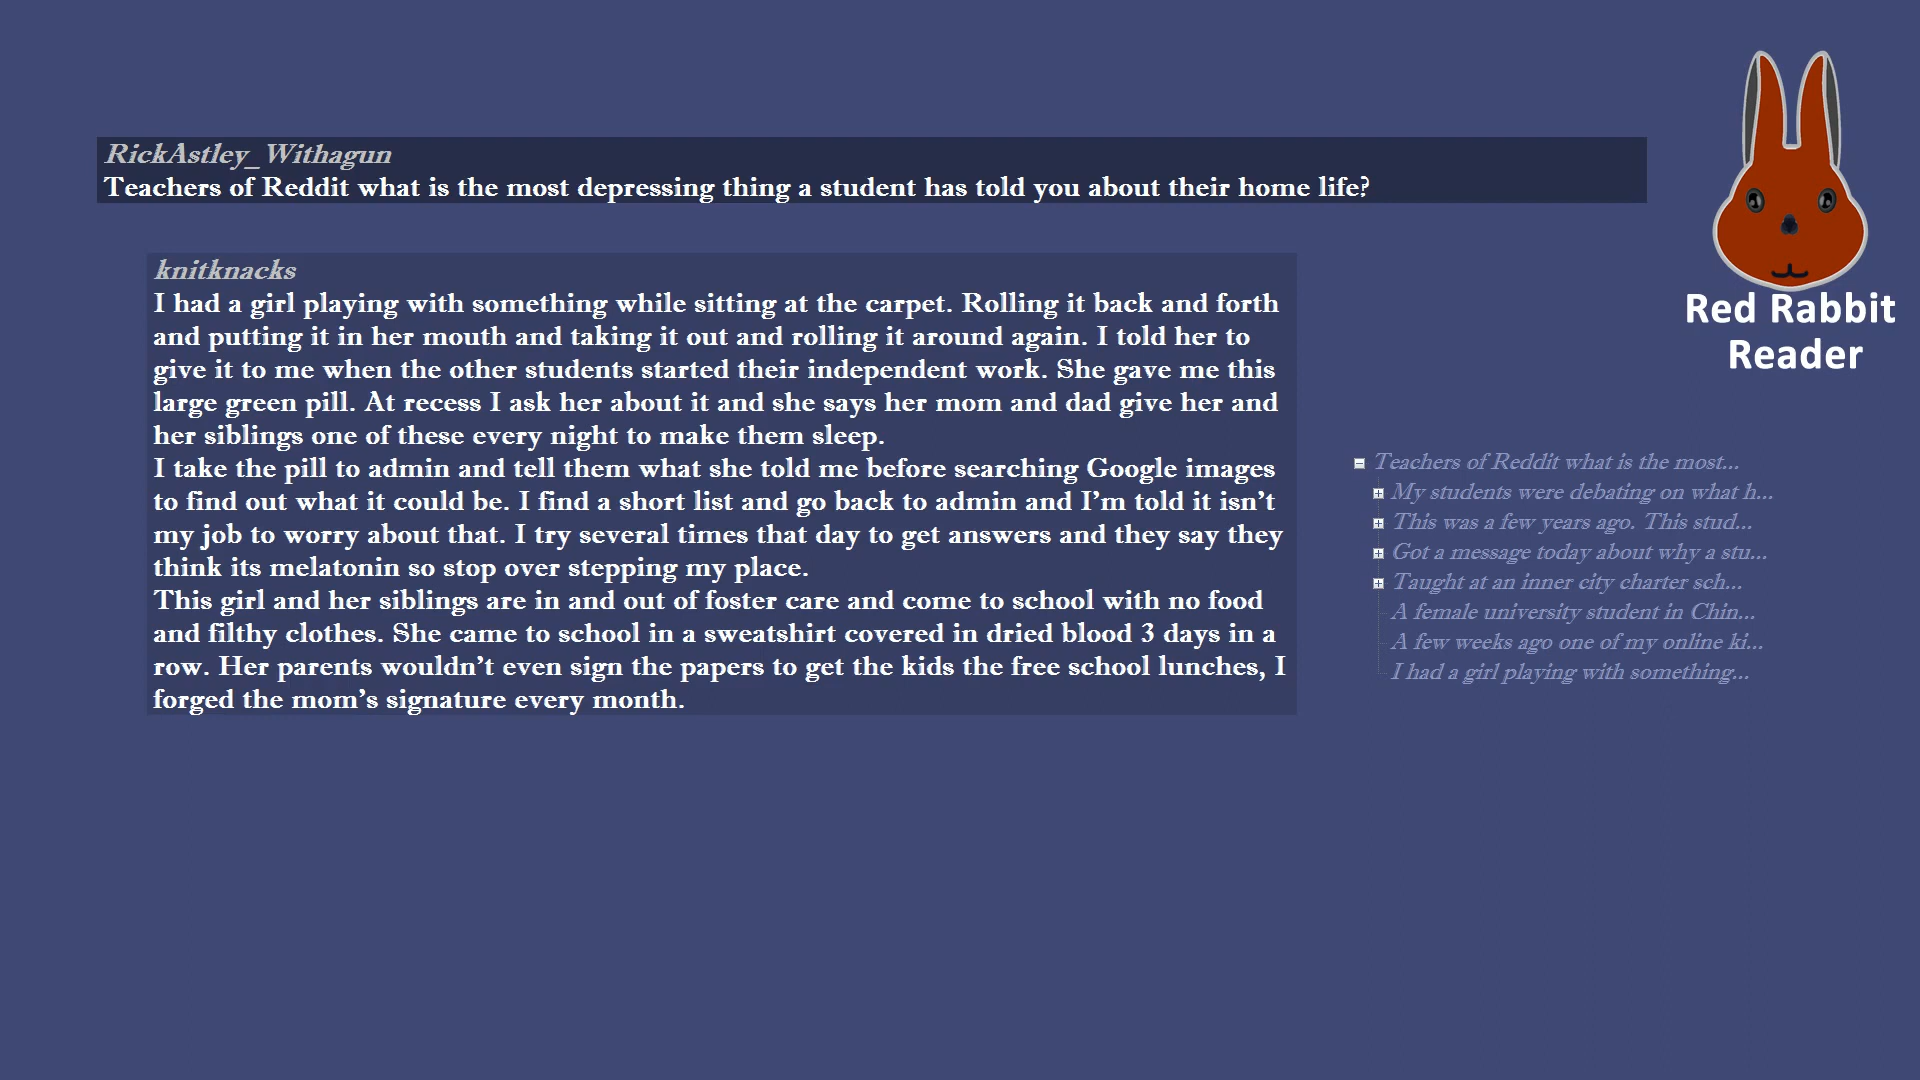 RickAstley_Withagun
Teachers of Reddit what is the most depressing thing a student has told you about their home life?
knitknacks
I had a girl playing with something while sitting at the carpet. Rolling it back and forth
and putting it in her mouth and taking it out and rolling it around again. I told her to
give it to me when the other students started their independent work. She gave me this
large green pill. At recess I ask her about it and she says her mom and dad give her and
her siblings one of these every night to make them sleep.
I take the pill to admin and tell them what she told me before searching Google images
to find out what it could be. I find a short list and go back to admin and I’m told it isn’t
my job to worry about that. I try several times that day to get answers and they say they
think its melatonin so stop over stepping my place.
This girl and her siblings are in and out of foster care and come to school with no food
and filthy clothes. She came to school in a sweatshirt covered in dried blood 3 days in a
row. Her parents wouldn’t even sign the papers to get the kids the free school lunches, I
forged the mom’s signature every month.
Red Rabbit
Reader
Teachers of Reddit what is the most...
My students were debating on what h...
This was a few years ago. This stud...
Got a message today about why a stu...
Taught at an inner city charter sch...
A female university student in Chin...
A few weeks ago one of my online ki...
I had a girl playing with something...